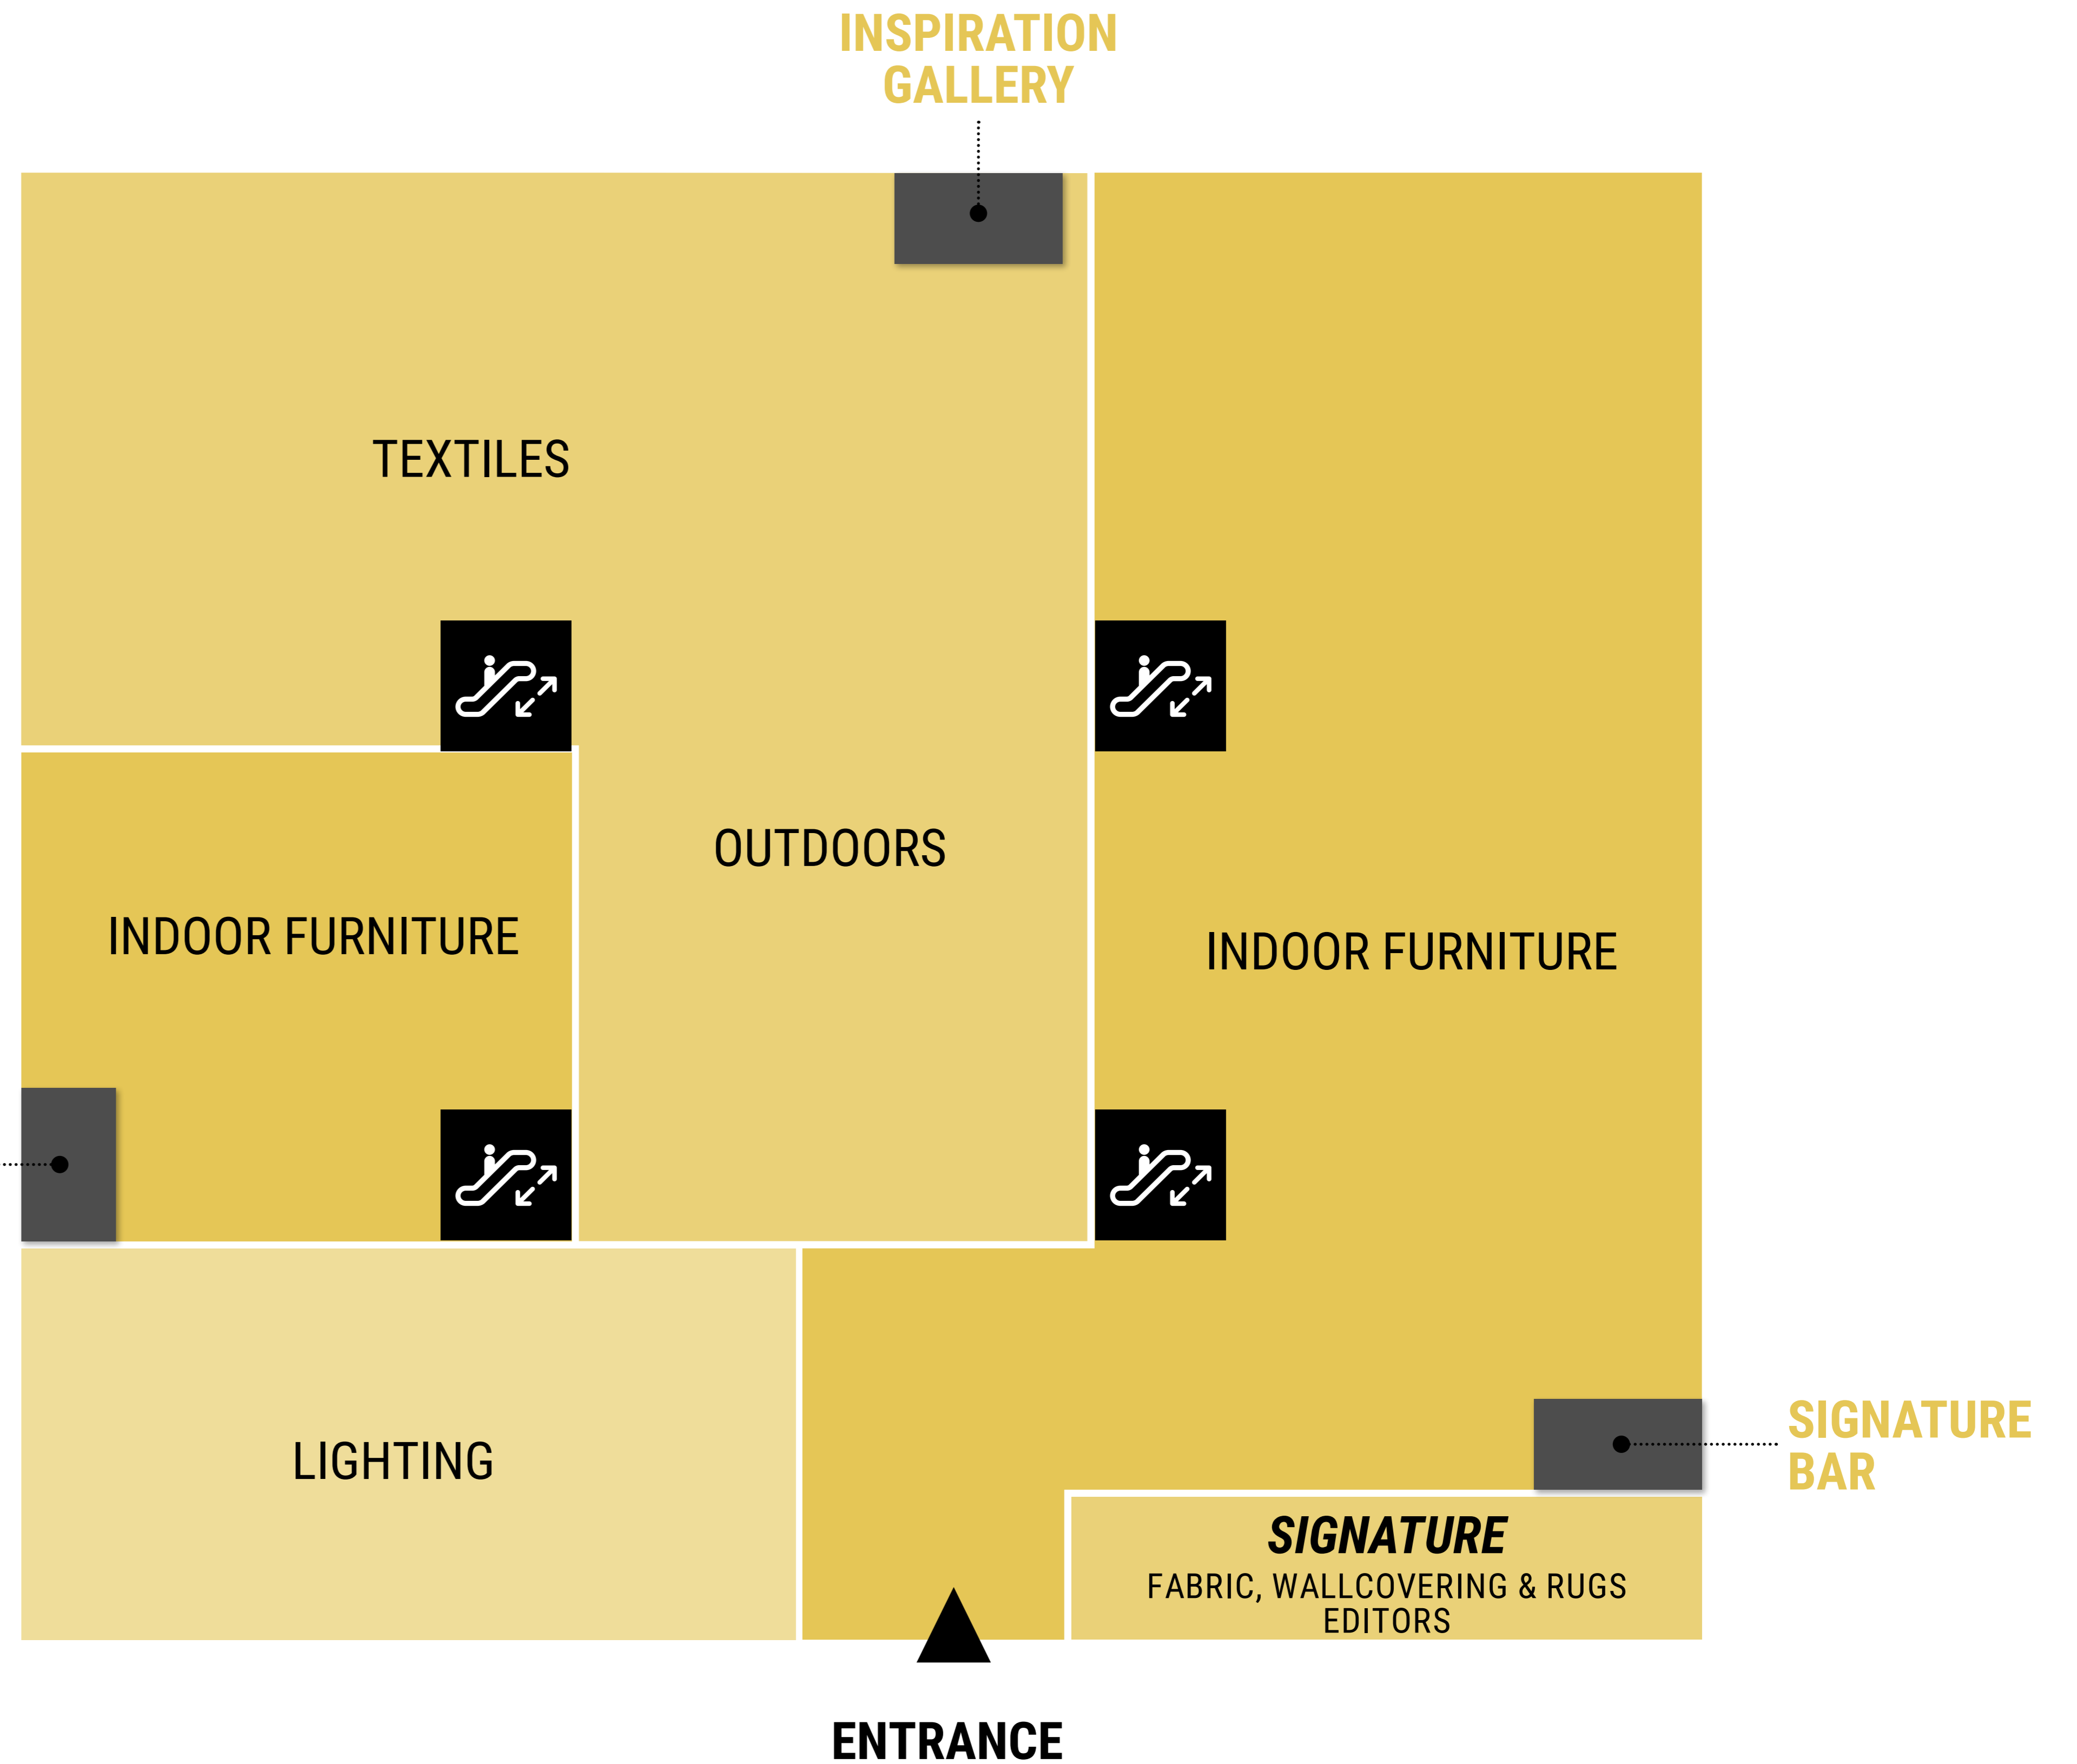 INSPIRATION
GALLERY
TEXTILES
OUTDOORS
INDOOR FURNITURE
INDOOR FURNITURE
LIGHTING
SIGNATURE
BAR
SIGNATURE
FABRIC, WALLCOVERING & RUGS
EDITORS
ENTRANCE